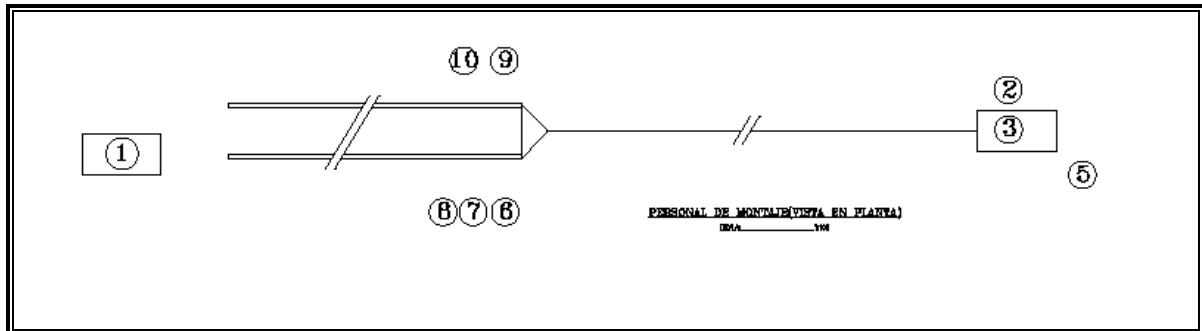 ⑩ ⑨
②
③
①
⑤
⑧ ⑦ ⑥
PERSONAL DE MONTAJE(VISTA EN PLANTA)